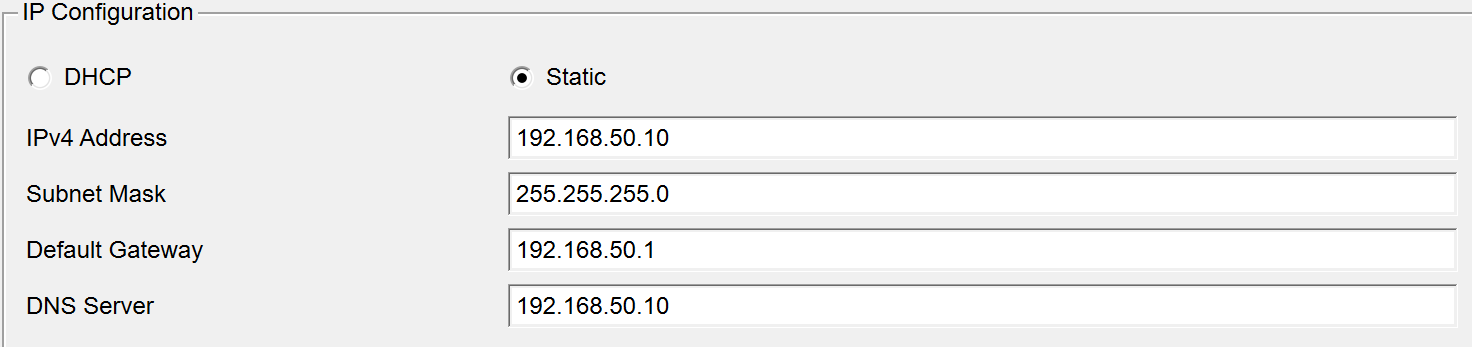 IP Configuration
DHCP Static
IPv4 Address 192.168.50.10
Subnet Mask 255.255.255.0
Default Gateway 192.168.50.1
DNS Server 192.168.50.10